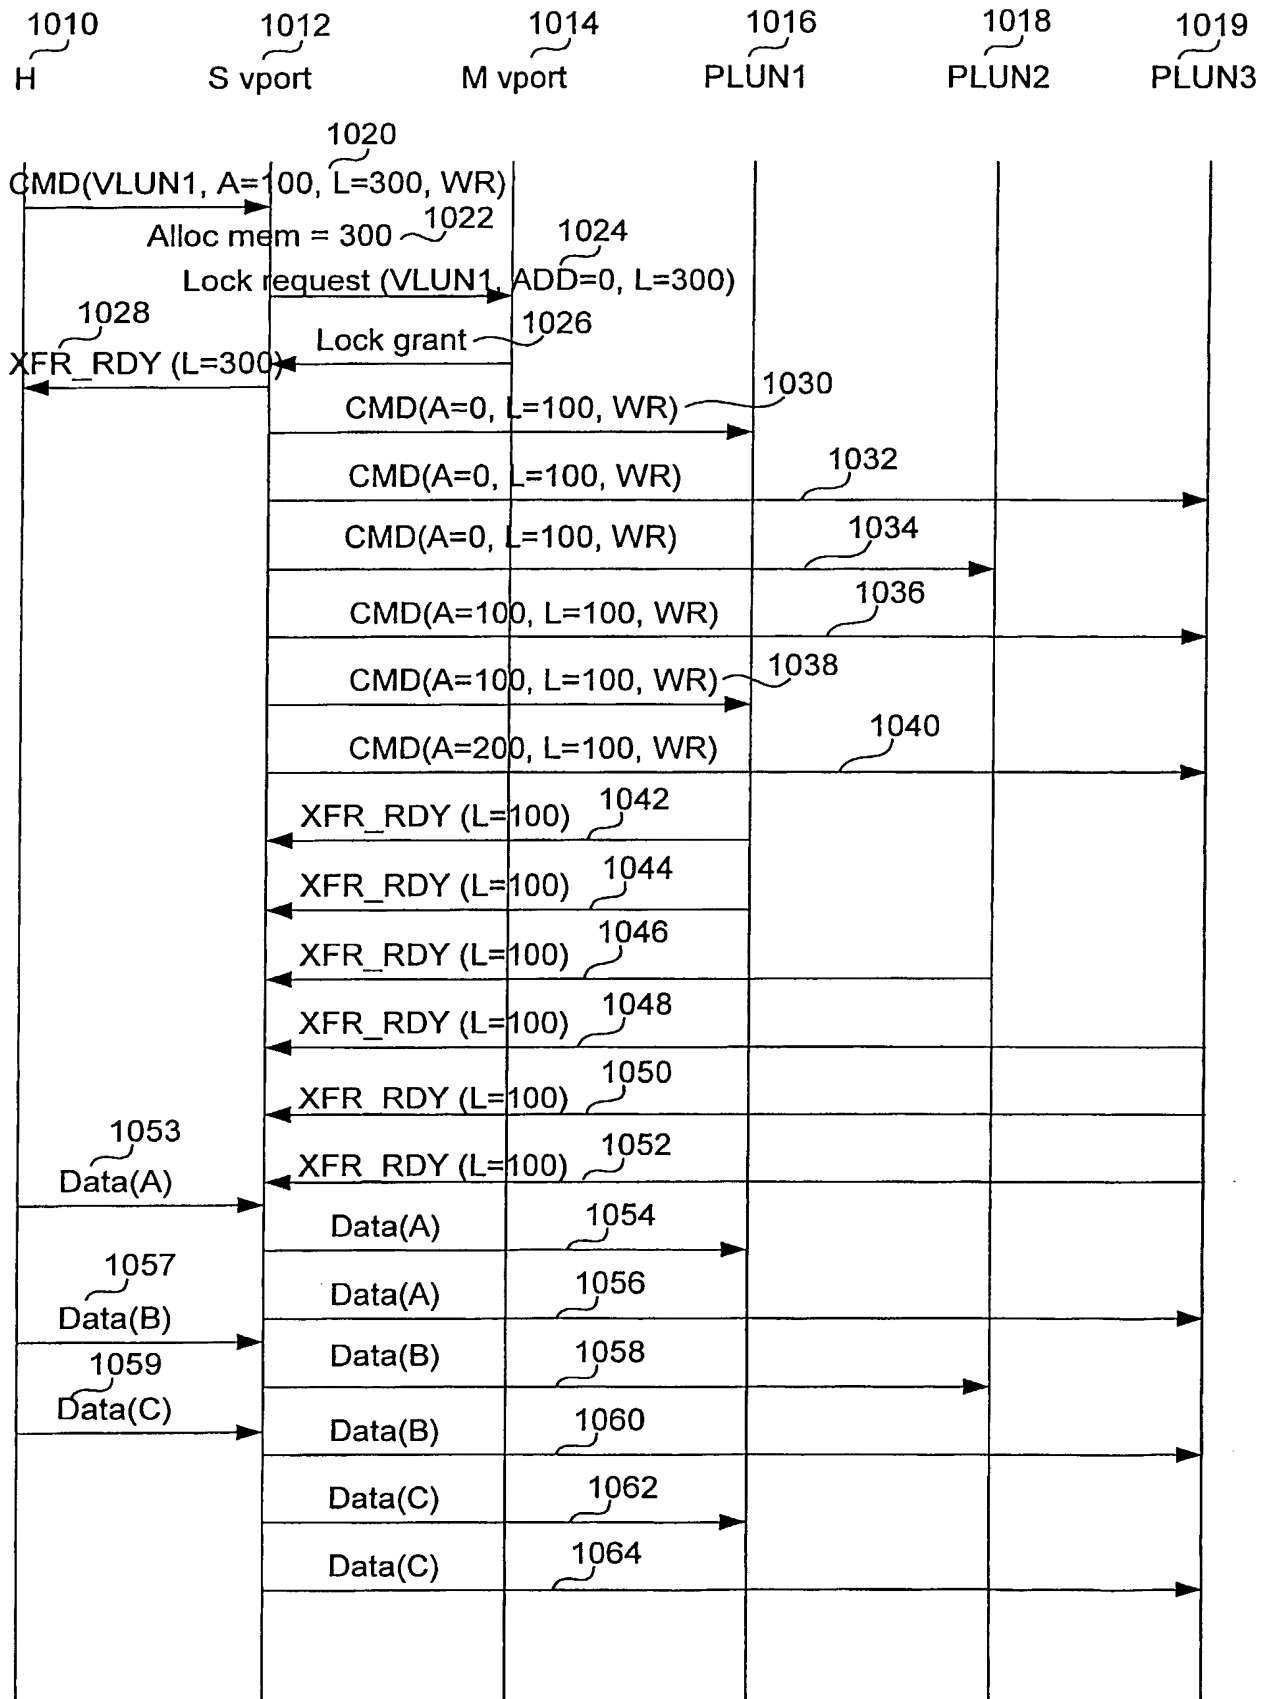 1010 1012 1014 1016 1018 1019
H S vport M vport PLUN1 PLUN2 PLUN3
1020
CMD(VLUN1, A=100, L=300, WR)
Alloc mem = 300 1022
1024
Lock request (VLUN1, ADD=0, L=300)
1028
Lock grant 1026
XFR_RDY (L=300)
1030
CMD(A=0, L=100, WR)
1032
CMD(A=0, L=100, WR)
1034
CMD(A=0, L=100, WR)
1036
CMD(A=100, L=100, WR)
CMD(A=100, L=100, WR) 1038
1040
CMD(A=200, L=100, WR)
1042
XFR_RDY (L=100)
1044
XFR_RDY (L=100)
1046
XFR_RDY (L=100)
1048
XFR_RDY (L=100)
1050
XFR_RDY (L=100)
1053
1052
XFR_RDY (L=100)
Data(A)
1054
Data(A)
1057
1056
Data(A)
Data(B)
1058
Data(B)
1059
Data(C)
1060
Data(B)
1062
Data(C)
1064
Data(C)